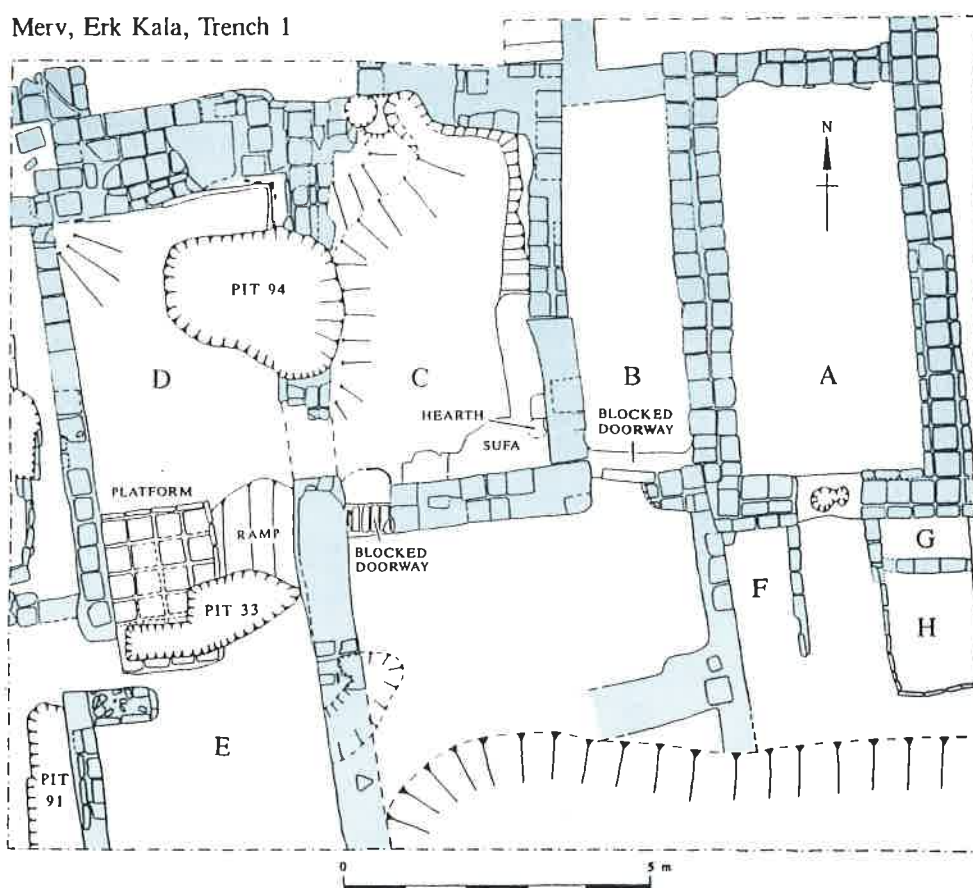 Merv, Erk Kala, Trench 1
N
PIT 94
D
C
B
A
HEARTH
BLOCKED
DOORWAY
SUFA
PLATFORM
RAMP
BLOCKED
DOORWAY
G
PIT 33
F
H
E
PIT
91
0
5 m